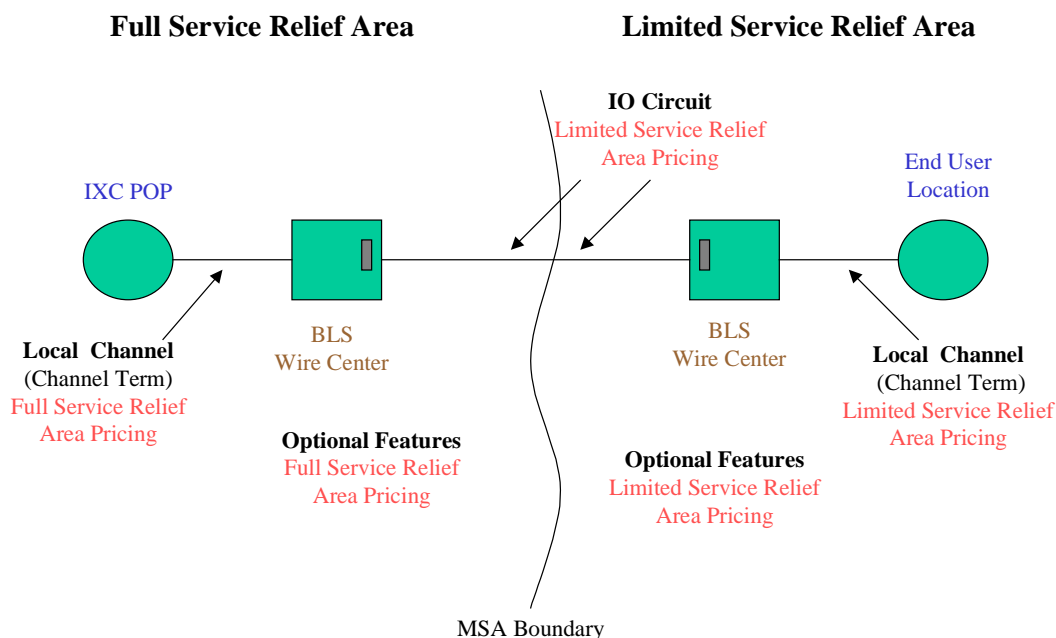 Full Service Relief Area
Limited Service Relief Area
IO Circuit
Limited Service Relief
Area Pricing
IXC POP
End User
Location
BLS
Wire Center
BLS
Wire Center
Local Channel
(Channel Term)
Full Service Relief
Area Pricing
Local Channel
(Channel Term)
Limited Service Relief
Area Pricing
Optional Features
Full Service Relief
Area Pricing
Optional Features
Limited Service Relief
Area Pricing
MSA Boundary